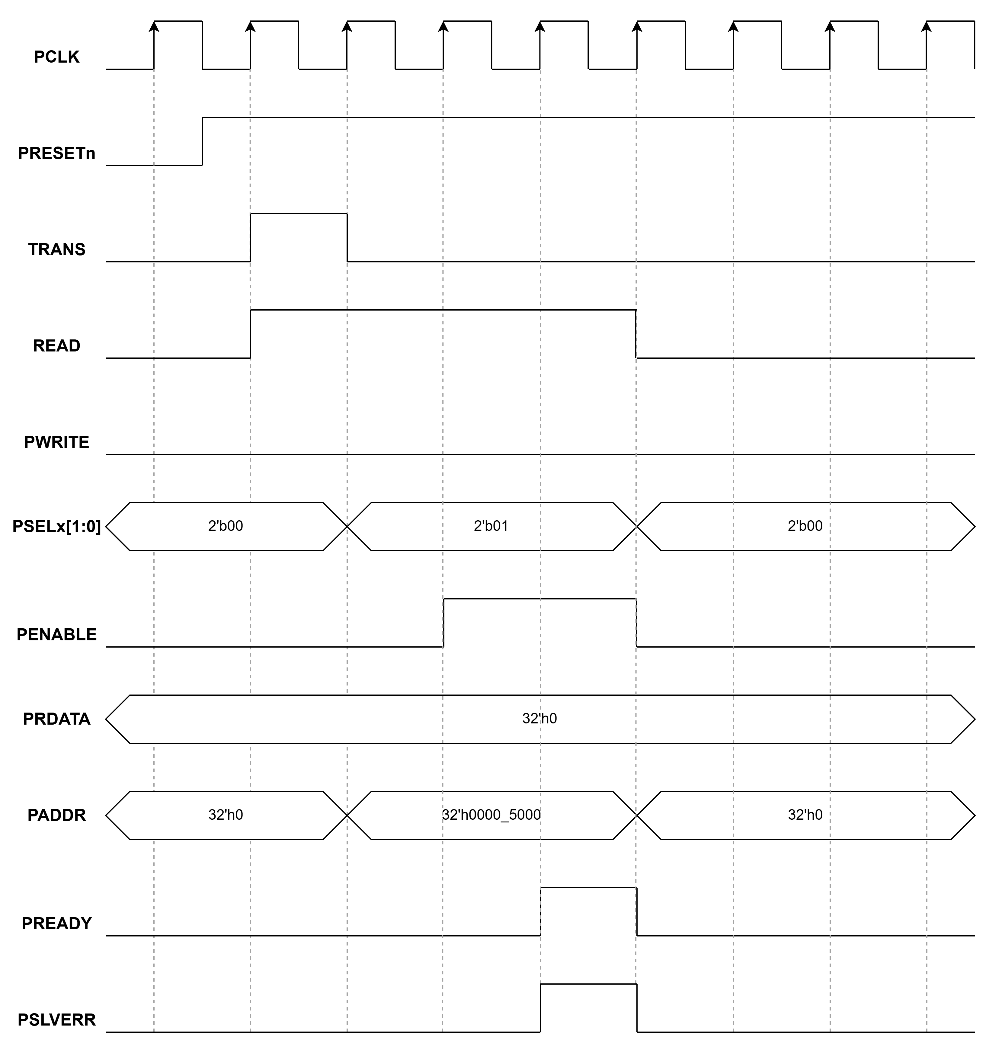 PCLK
PRESETn
TRANS
READ
PWRITE
PSELx[1:0] 2'b00 2'b01 2'b00
PENABLE
PRDATA 32'h0
PADDR 32'h0 32'h0000_5000 32'h0
PREADY
PSLVERR